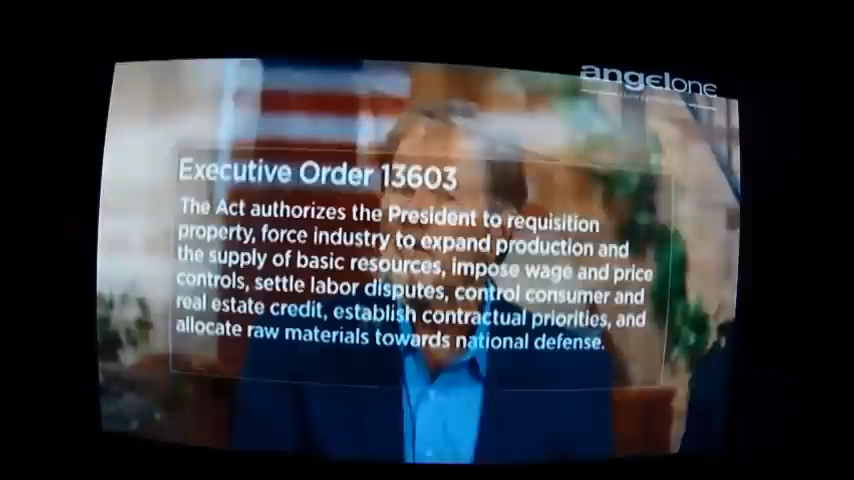 angelone
Executive Order 13603
The Act authorizes the President to requisition
property, force industry to expand production and
the supply of basic resources, impose wage and price
controls, settle labor disputes, control consumer and
real estate credit, establish contractual priorities, and
allocate raw materials towards national defense.